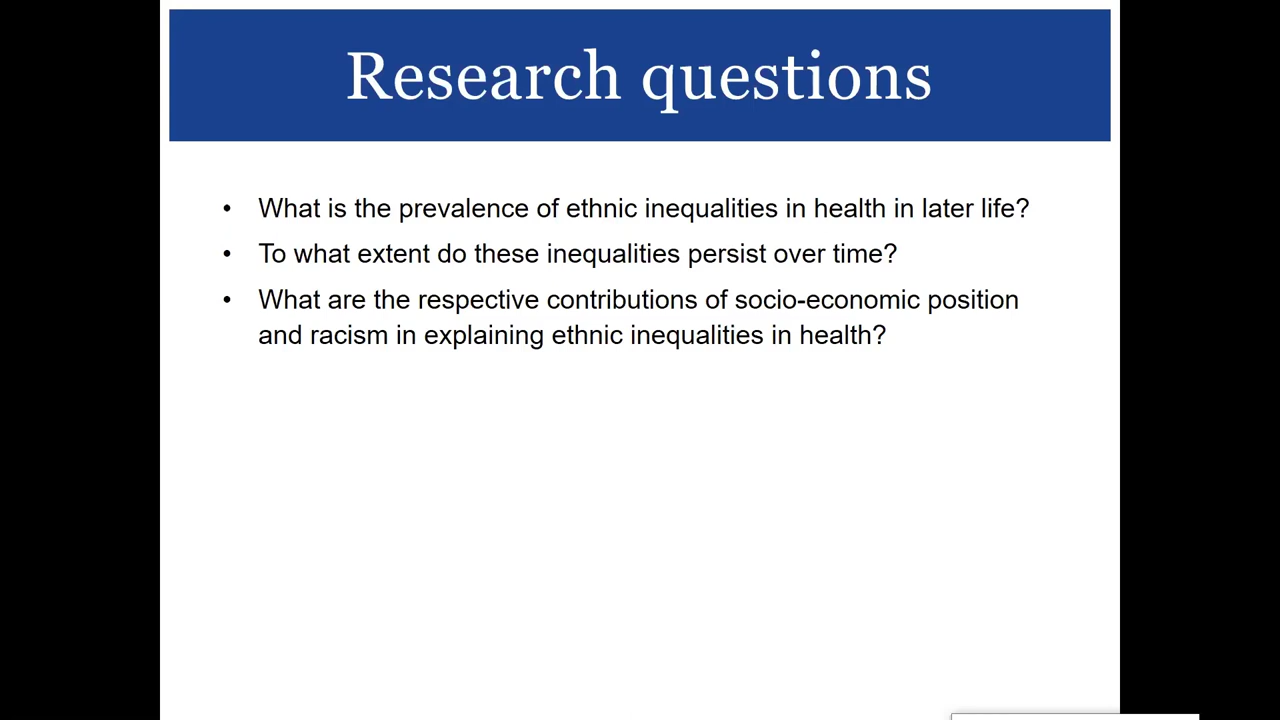 Research questions
• What is the prevalence of ethnic inequalities in health in later life?
• To what extent do these inequalities persist over time?
• What are the respective contributions of socio-economic position
and racism in explaining ethnic inequalities in health?